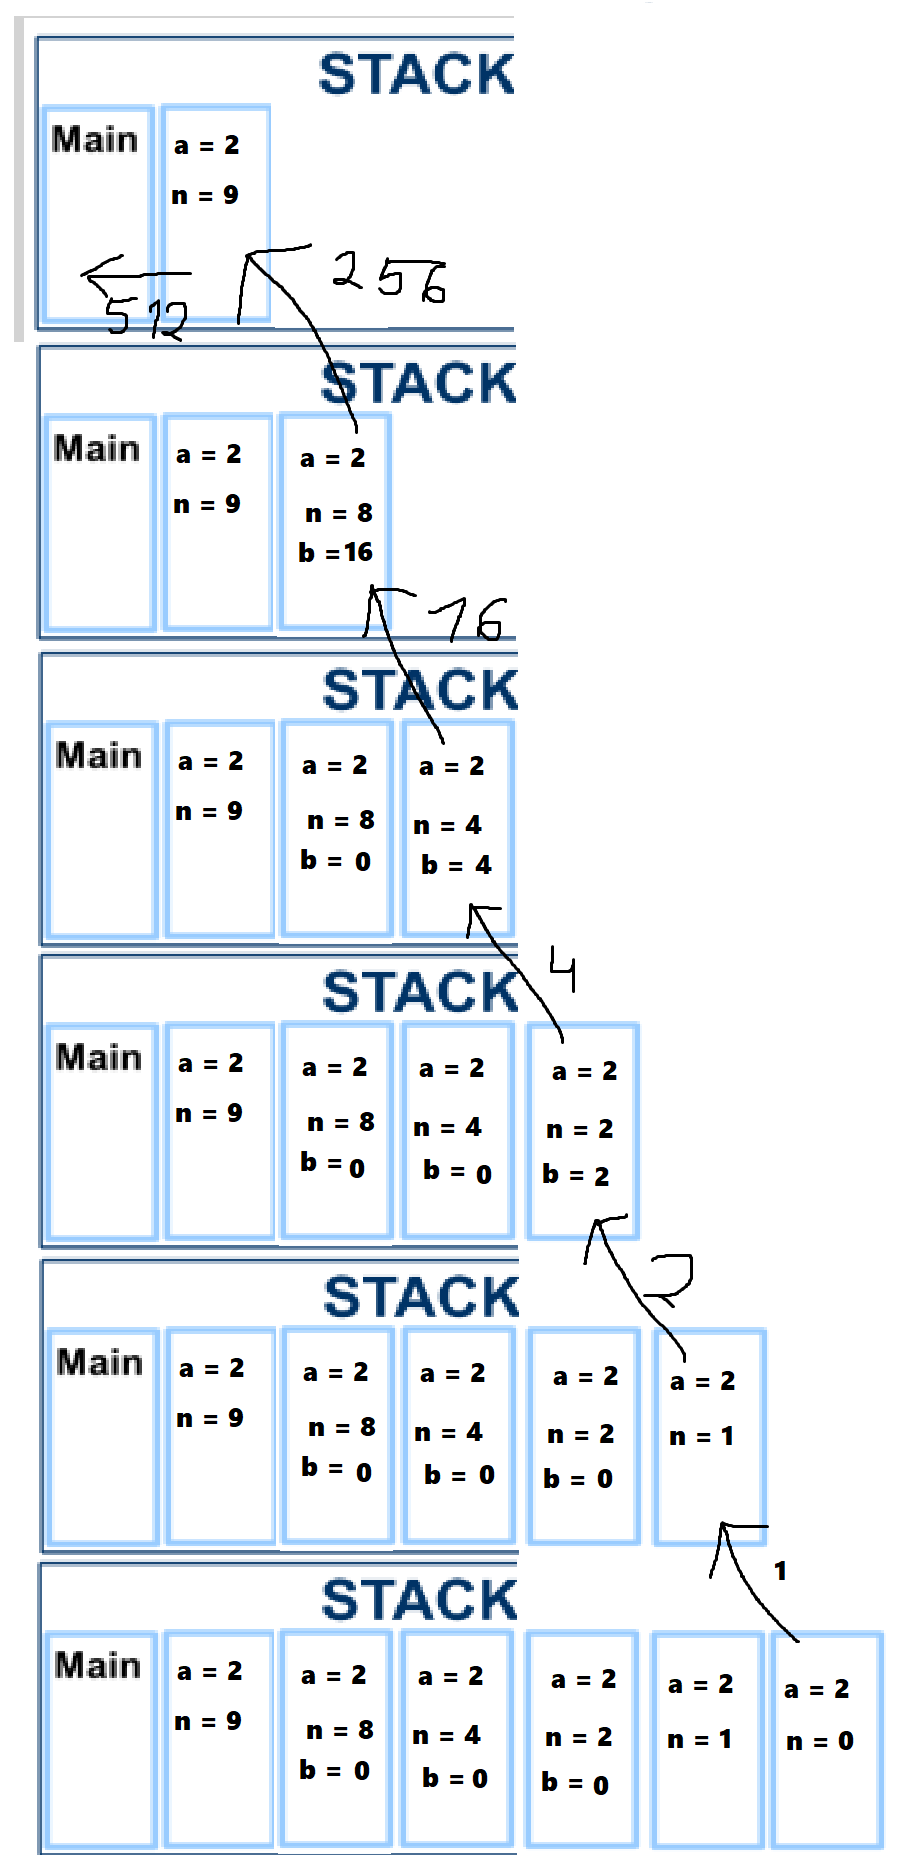 STACK
Main a = 2
n = 9
256
512
STACK
Main a = 2 a = 2
n = 9 n = 8
b =16
16
STACK
Main a = 2 a = 2 a = 2
n = 9 n = 8 n = 4
b = 0 b = 4
4
STACK
Main a = 2 a = 2 a = 2 a = 2
n = 9 n = 8 n = 4 n = 2
b = 0 b = 0 b = 2
2
STACK
Main a = 2 a = 2 a = 2 a = 2 a = 2
n = 9 n = 8 n = 4 n = 2 n = 1
b = 0 b = 0 b = 0
1
STACK
Main a = 2 a = 2 a = 2 a = 2 a = 2 a = 2
n = 9 n = 8 n = 4 n = 2 n = 1 n = 0
b = 0 b = 0 b = 0